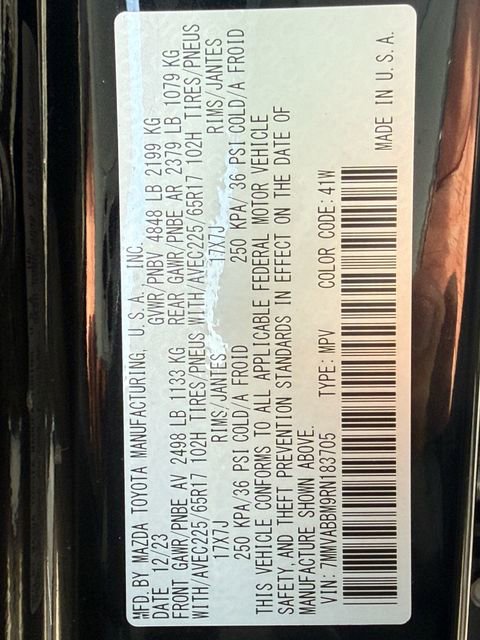 MFD.BY MAZDA TOYOTA MANUFACTURING, U.S.A., INC.
DATE 12/23 GVWR/PNBV 4848 LB 2199 KG
FRONT GAWR/PNBE AV 2498 LB 1133 KG REAR GAWR/PNBE AR 2379 LB 1079 KG
WITH/AVEC225/65R17 102H TIRES/PNEUS WITH/AVEC225/65R17 102H TIRES/PNEUS
17X7J RIMS/JANTES 17X7J RIMS/JANTES
250 KPA/36 PSI COLD/A FROID 250 KPA/36 PSI COLD/A FROID
THIS VEHICLE CONFORMS TO ALL APPLICABLE FEDERAL MOTOR VEHICLE
SAFETY,AND THEFT PREVENTION STANDARDS IN EFFECT ON THE DATE OF
MANUFACTURE SHOWN ABOVE.
VIN: 7MMVABBM9RN183705 TYPE: MPV COLOR CODE: 41W
MADE IN U.S.A.